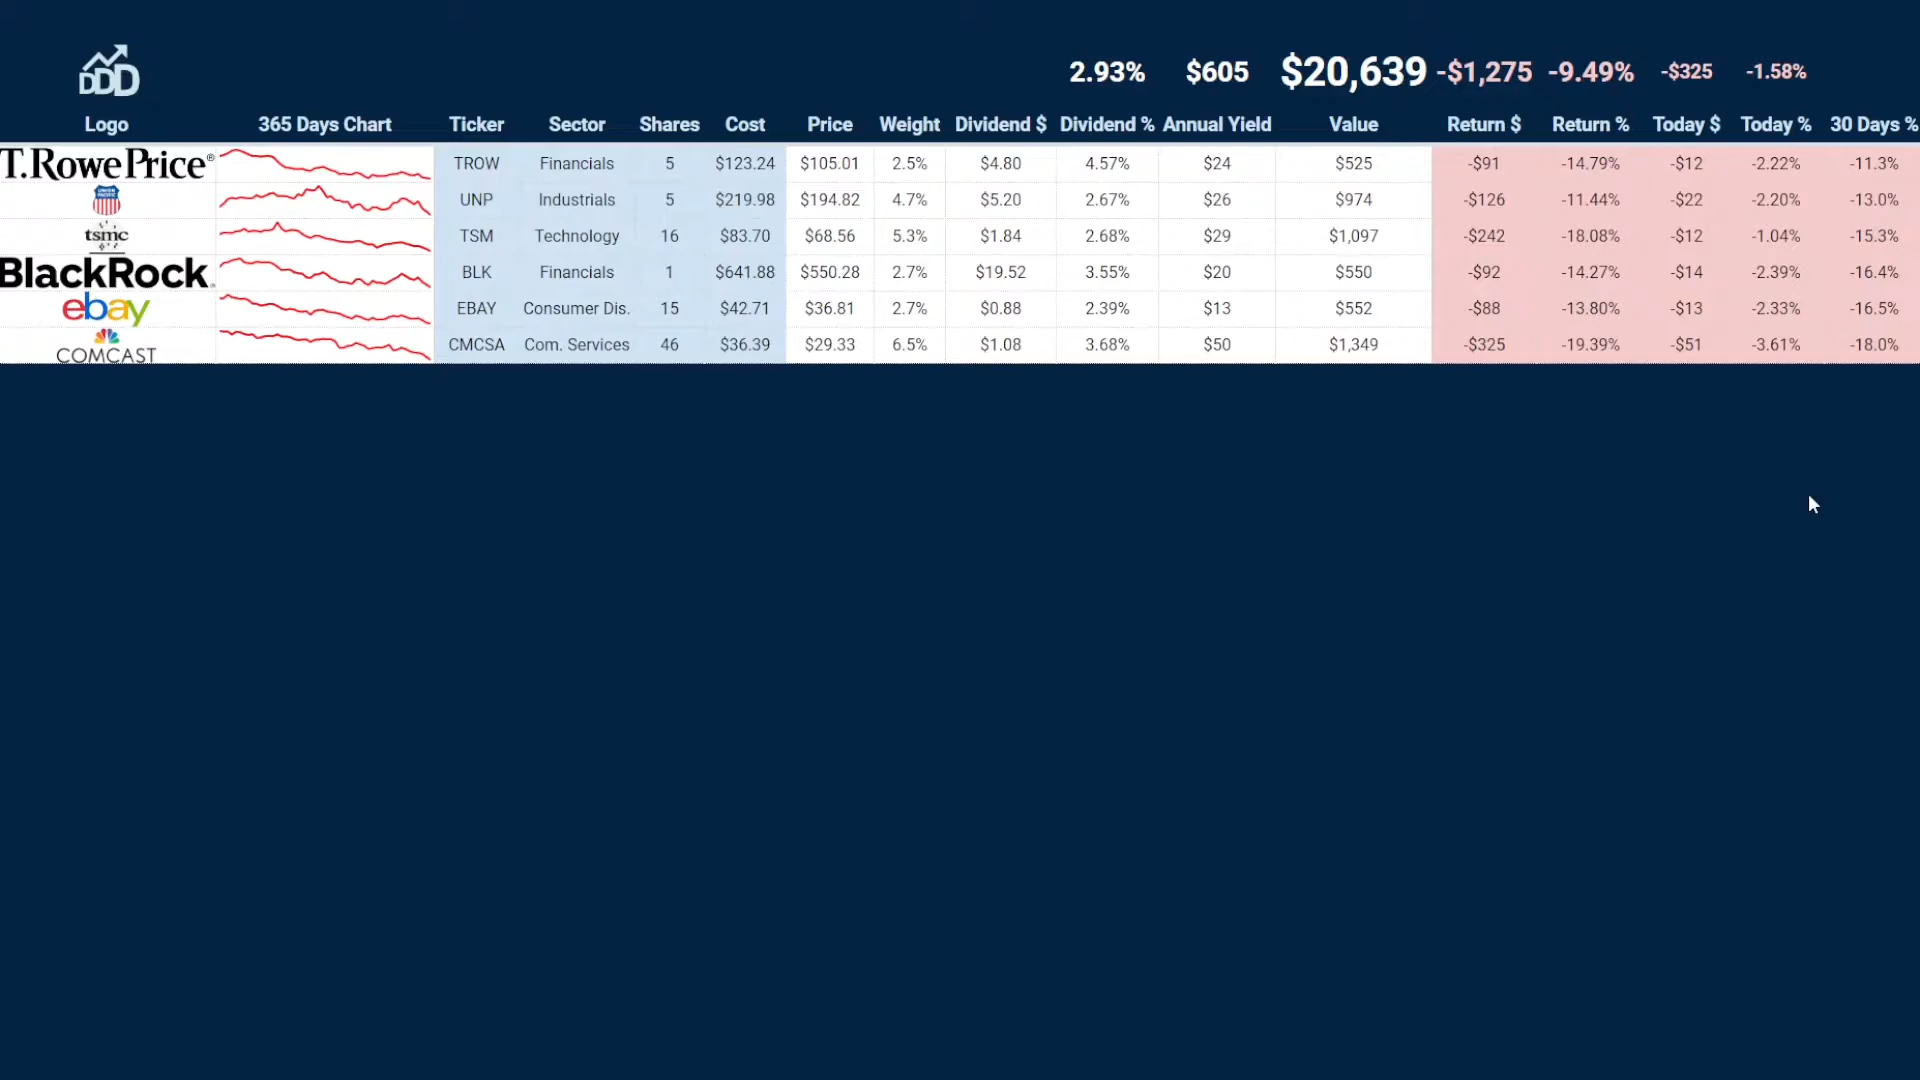 DDD
2.93% $605 $20,639 -$1,275 -9.49% -$325 -1.58%
Logo 365 Days Chart Ticker Sector Shares Cost Price Weight Dividend $ Dividend % Annual Yield Value Return $ Return % Today $ Today % 30 Days %
T.RowePrice® TROW Financials 5 $123.24 $105.01 2.5% $4.80 4.57% $24 $525 -$91 -14.79% -$12 -2.22% -11.3%
UNION PACIFIC UNP Industrials 5 $219.98 $194.82 4.7% $5.20 2.67% $26 $974 -$126 -11.44% -$22 -2.20% -13.0%
tsmc TSM Technology 16 $83.70 $68.56 5.3% $1.84 2.68% $29 $1,097 -$242 -18.08% -$12 -1.04% -15.3%
BlackRock. BLK Financials 1 $641.88 $550.28 2.7% $19.52 3.55% $20 $550 -$92 -14.27% -$14 -2.39% -16.4%
ebay EBAY Consumer Dis. 15 $42.71 $36.81 2.7% $0.88 2.39% $13 $552 -$88 -13.80% -$13 -2.33% -16.5%
COMCAST CMCSA Com. Services 46 $36.39 $29.33 6.5% $1.08 3.68% $50 $1,349 -$325 -19.39% -$51 -3.61% -18.0%